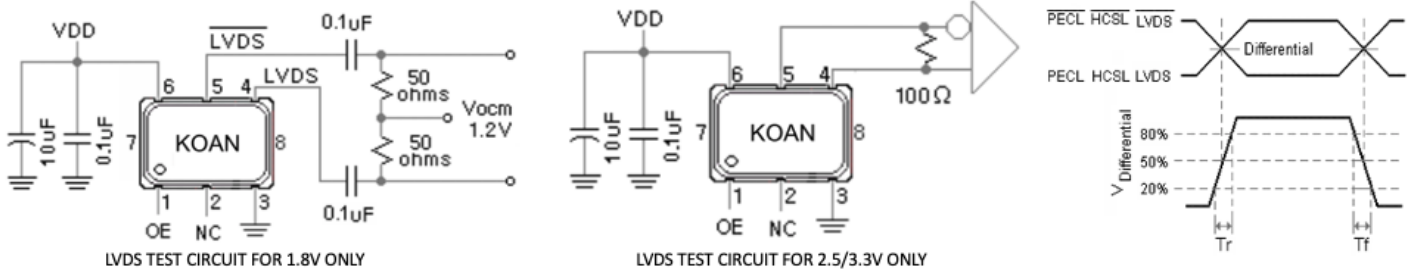 VDD
LVDS
0.1uF
LVDS
6 5 4
50
ohms
Vocm
1.2V
50
ohms
10uF
0.1uF
7
KOAN
8
1 2 3
OE NC
0.1uF
LVDS TEST CIRCUIT FOR 1.8V ONLY
VDD
6 5 4
100Ω
10uF
0.1uF
7
KOAN
8
1 2 3
OE NC
LVDS TEST CIRCUIT FOR 2.5/3.3V ONLY
PECL HCSL LVDS
Differential
PECL HCSL LVDS
V Differential
80%
50%
20%
Tr Tf